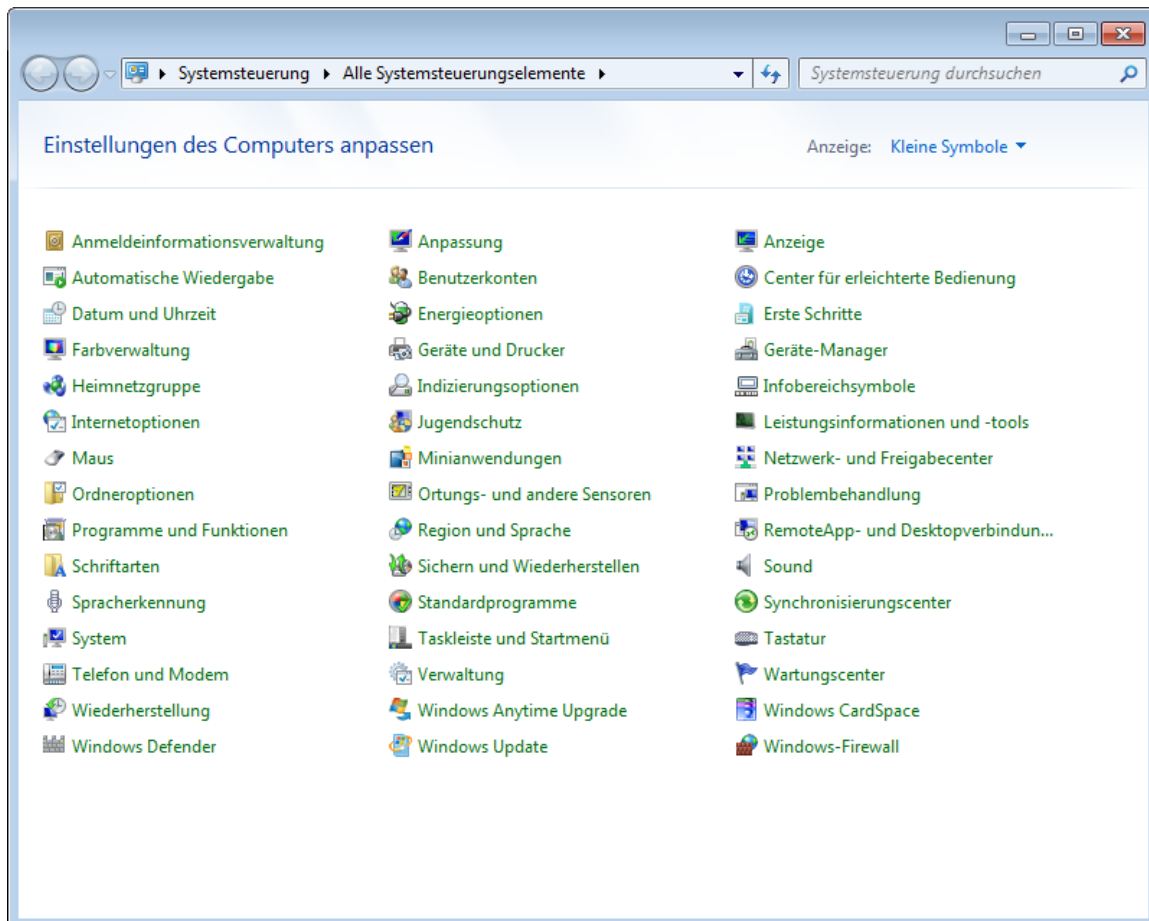 Systemsteuerung Alle Systemsteuerungselemente Systemsteuerung durchsuchen
Einstellungen des Computers anpassen Anzeige: Kleine Symbole
Anmeldeinformationsverwaltung Anpassung Anzeige
Automatische Wiedergabe Benutzerkonten Center für erleichterte Bedienung
Datum und Uhrzeit Energieoptionen Erste Schritte
Farbverwaltung Geräte und Drucker Geräte-Manager
Heimnetzgruppe Indizierungsoptionen Infobereichsymbole
Internetoptionen Jugendschutz Leistungsinformationen und -tools
Maus Minianwendungen Netzwerk- und Freigabecenter
Ordneroptionen Ortungs- und andere Sensoren Problembehandlung
Programme und Funktionen Region und Sprache RemoteApp- und Desktopverbindun...
Schriftarten Sichern und Wiederherstellen Sound
Spracherkennung Standardprogramme Synchronisierungscenter
System Taskleiste und Startmenü Tastatur
Telefon und Modem Verwaltung Wartungscenter
Wiederherstellung Windows Anytime Upgrade Windows CardSpace
Windows Defender Windows Update Windows-Firewall